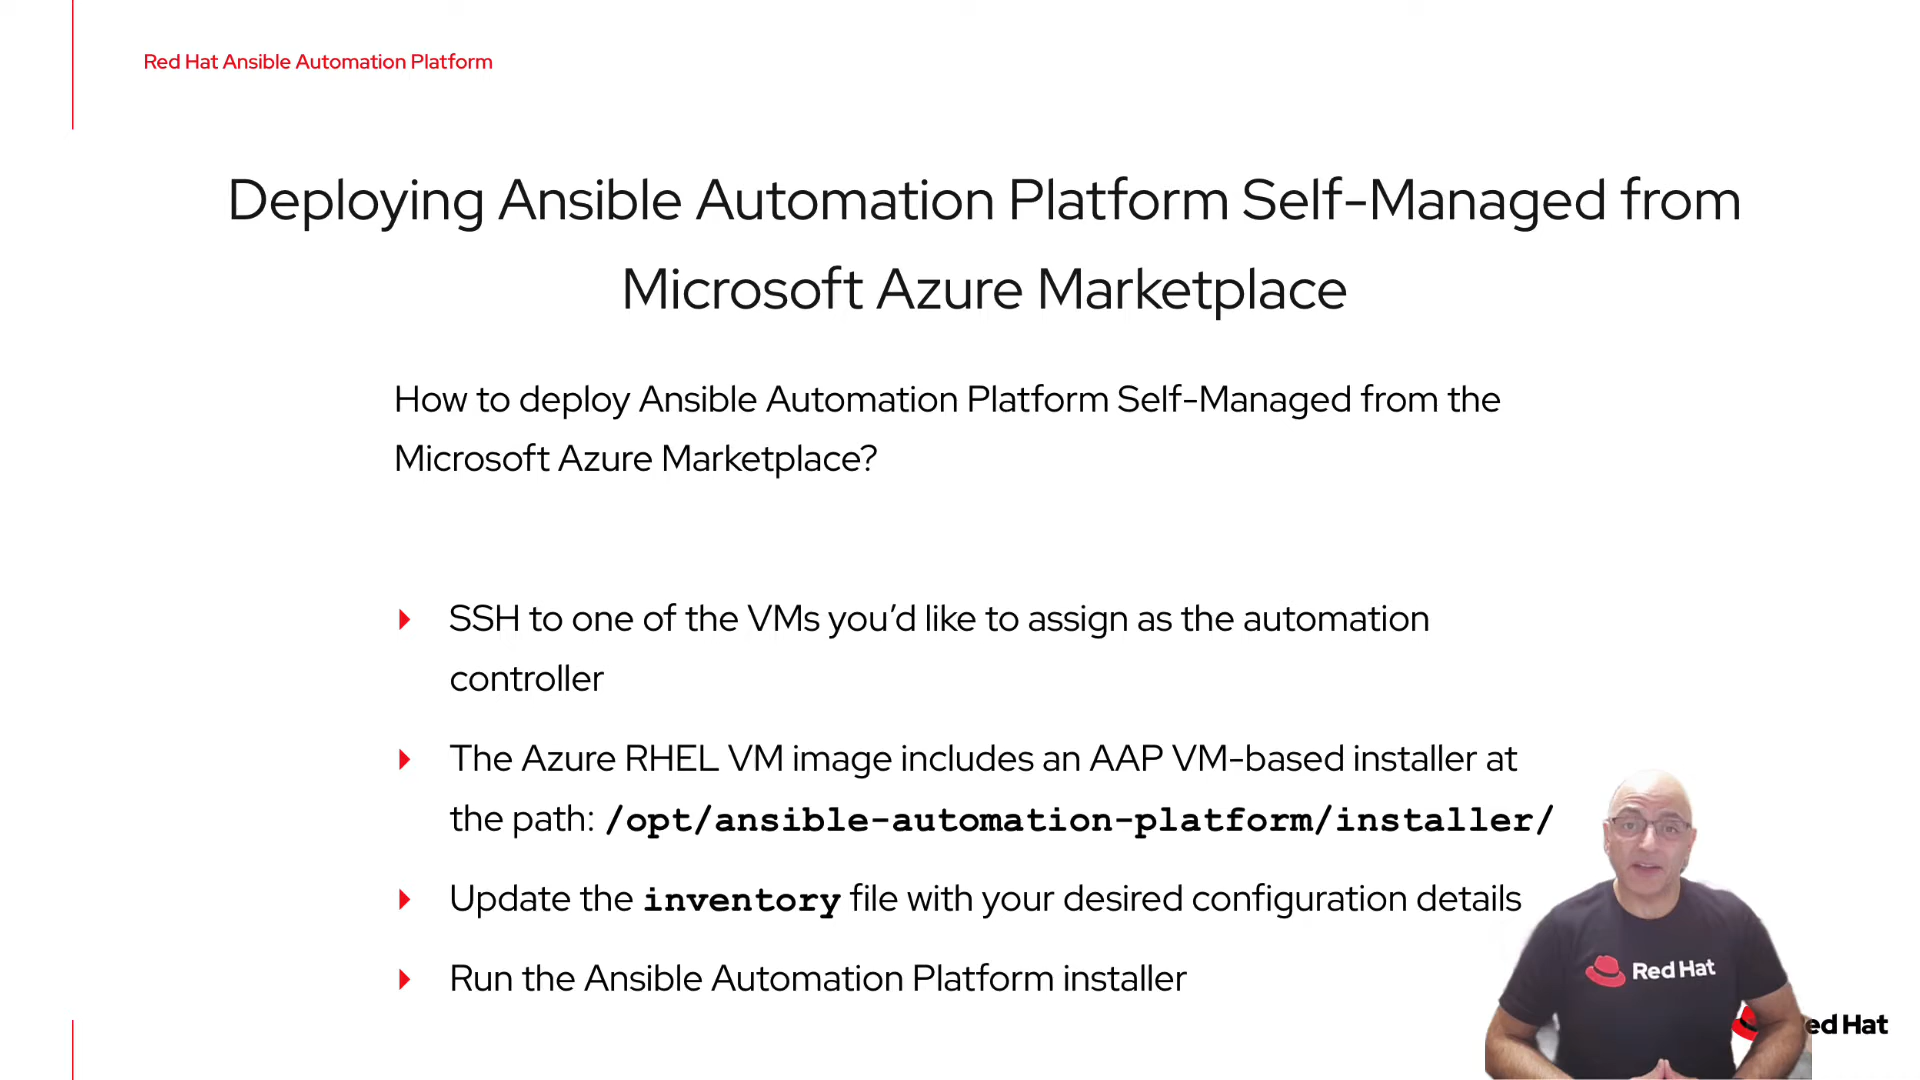 Red Hat Ansible Automation Platform
Deploying Ansible Automation Platform Self-Managed from
Microsoft Azure Marketplace
How to deploy Ansible Automation Platform Self-Managed from the
Microsoft Azure Marketplace?
SSH to one of the VMs you’d like to assign as the automation
controller
The Azure RHEL VM image includes an AAP VM-based installer at
the path: /opt/ansible-automation-platform/installer/
Update the inventory file with your desired configuration details
Run the Ansible Automation Platform installer
Red Hat
ed Hat